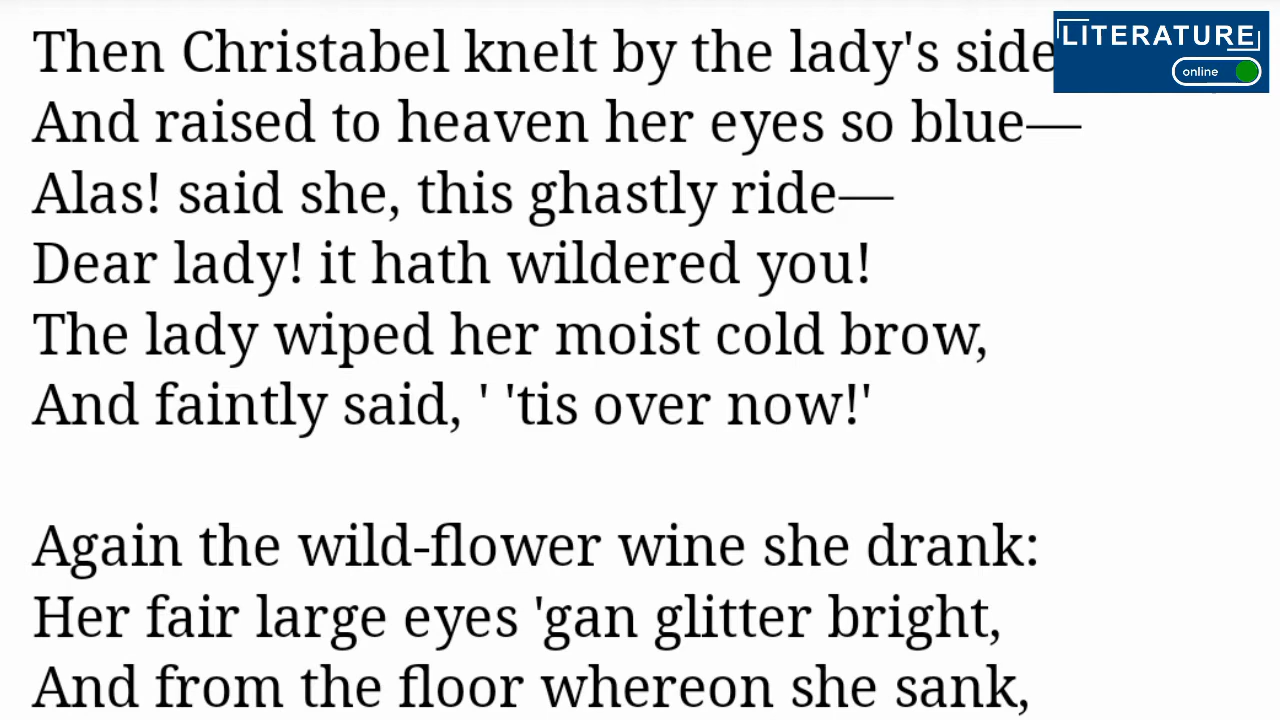 Then Christabel knelt by the lady's side
And raised to heaven her eyes so blue—
Alas! said she, this ghastly ride—
Dear lady! it hath wildered you!
The lady wiped her moist cold brow,
And faintly said, ' 'tis over now!'
Again the wild-flower wine she drank:
Her fair large eyes 'gan glitter bright,
And from the floor whereon she sank,
LITERATURE
online